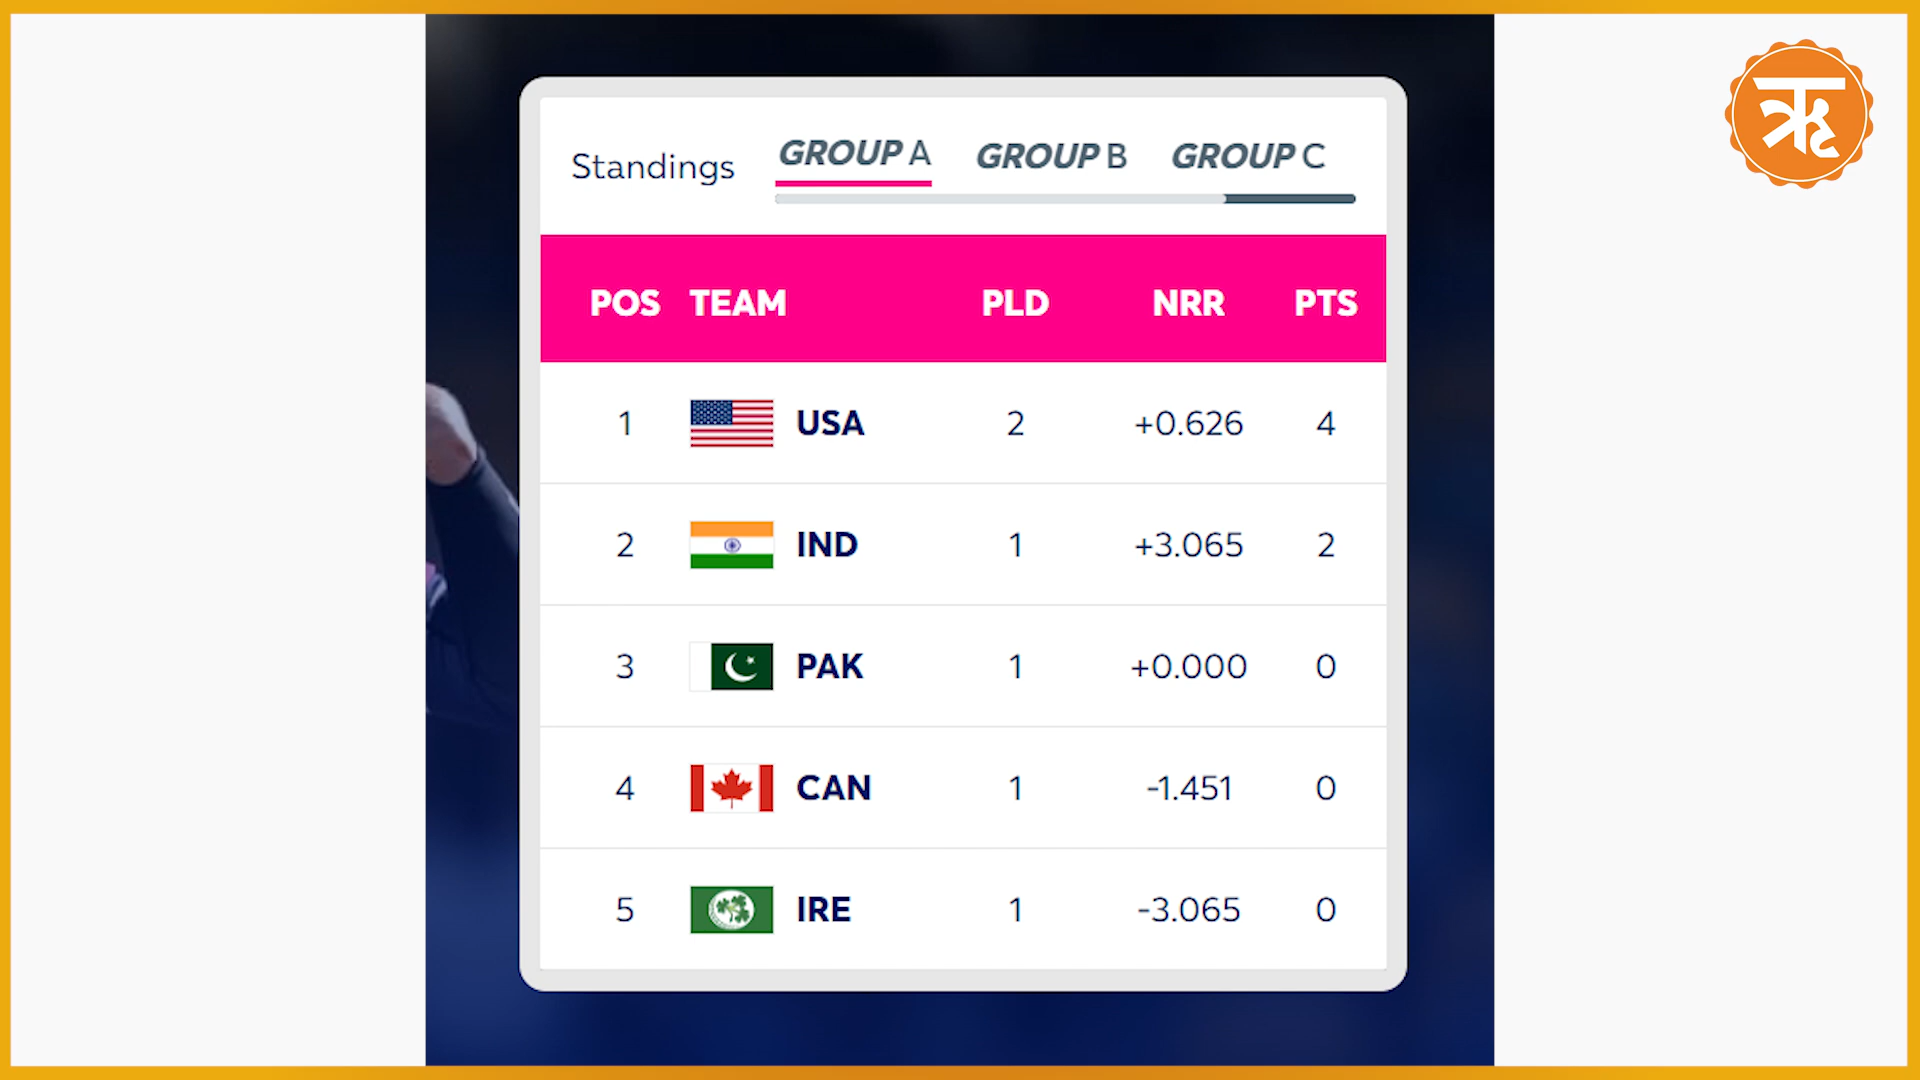 Standings GROUP A GROUP B GROUP C
POS TEAM PLD NRR PTS
1 USA 2 +0.626 4
2 IND 1 +3.065 2
3 PAK 1 +0.000 0
4 CAN 1 -1.451 0
5 IRE 1 -3.065 0
ऋ